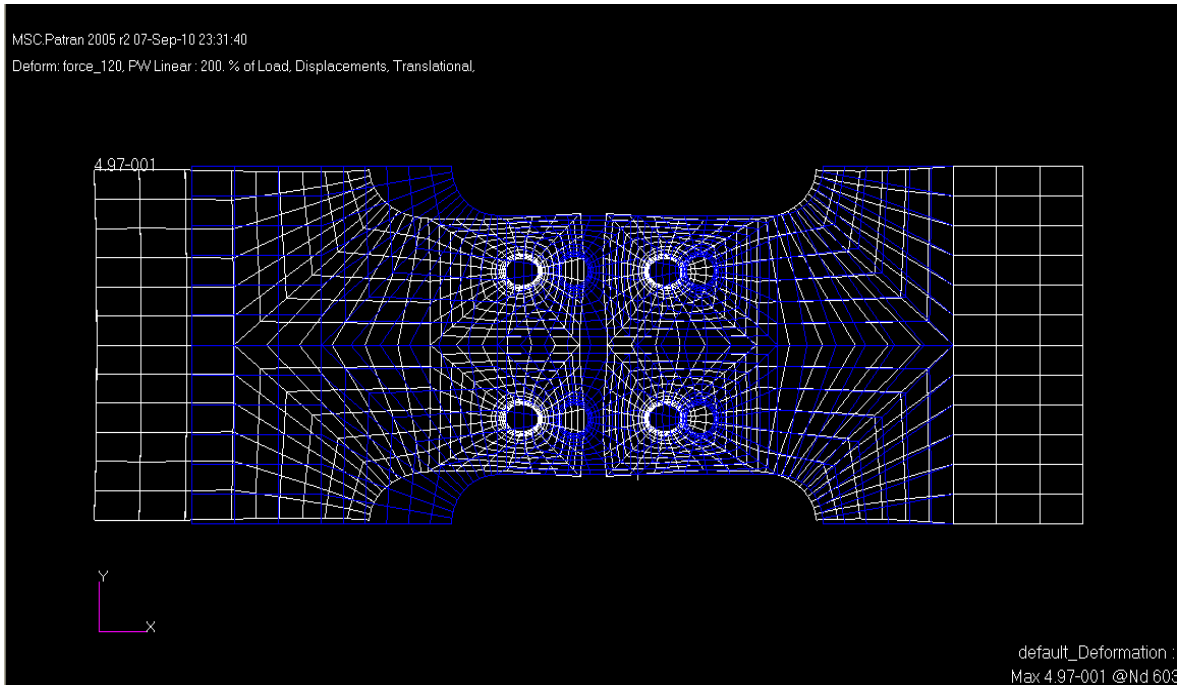 MSC.Patran 2005 r2 07-Sep-10 23:31:40
Deform: force_120, PW Linear : 200. % of Load, Displacements, Translational,
4.97-001
Y
X
default_Deformation :
Max 4.97-001 @Nd 603